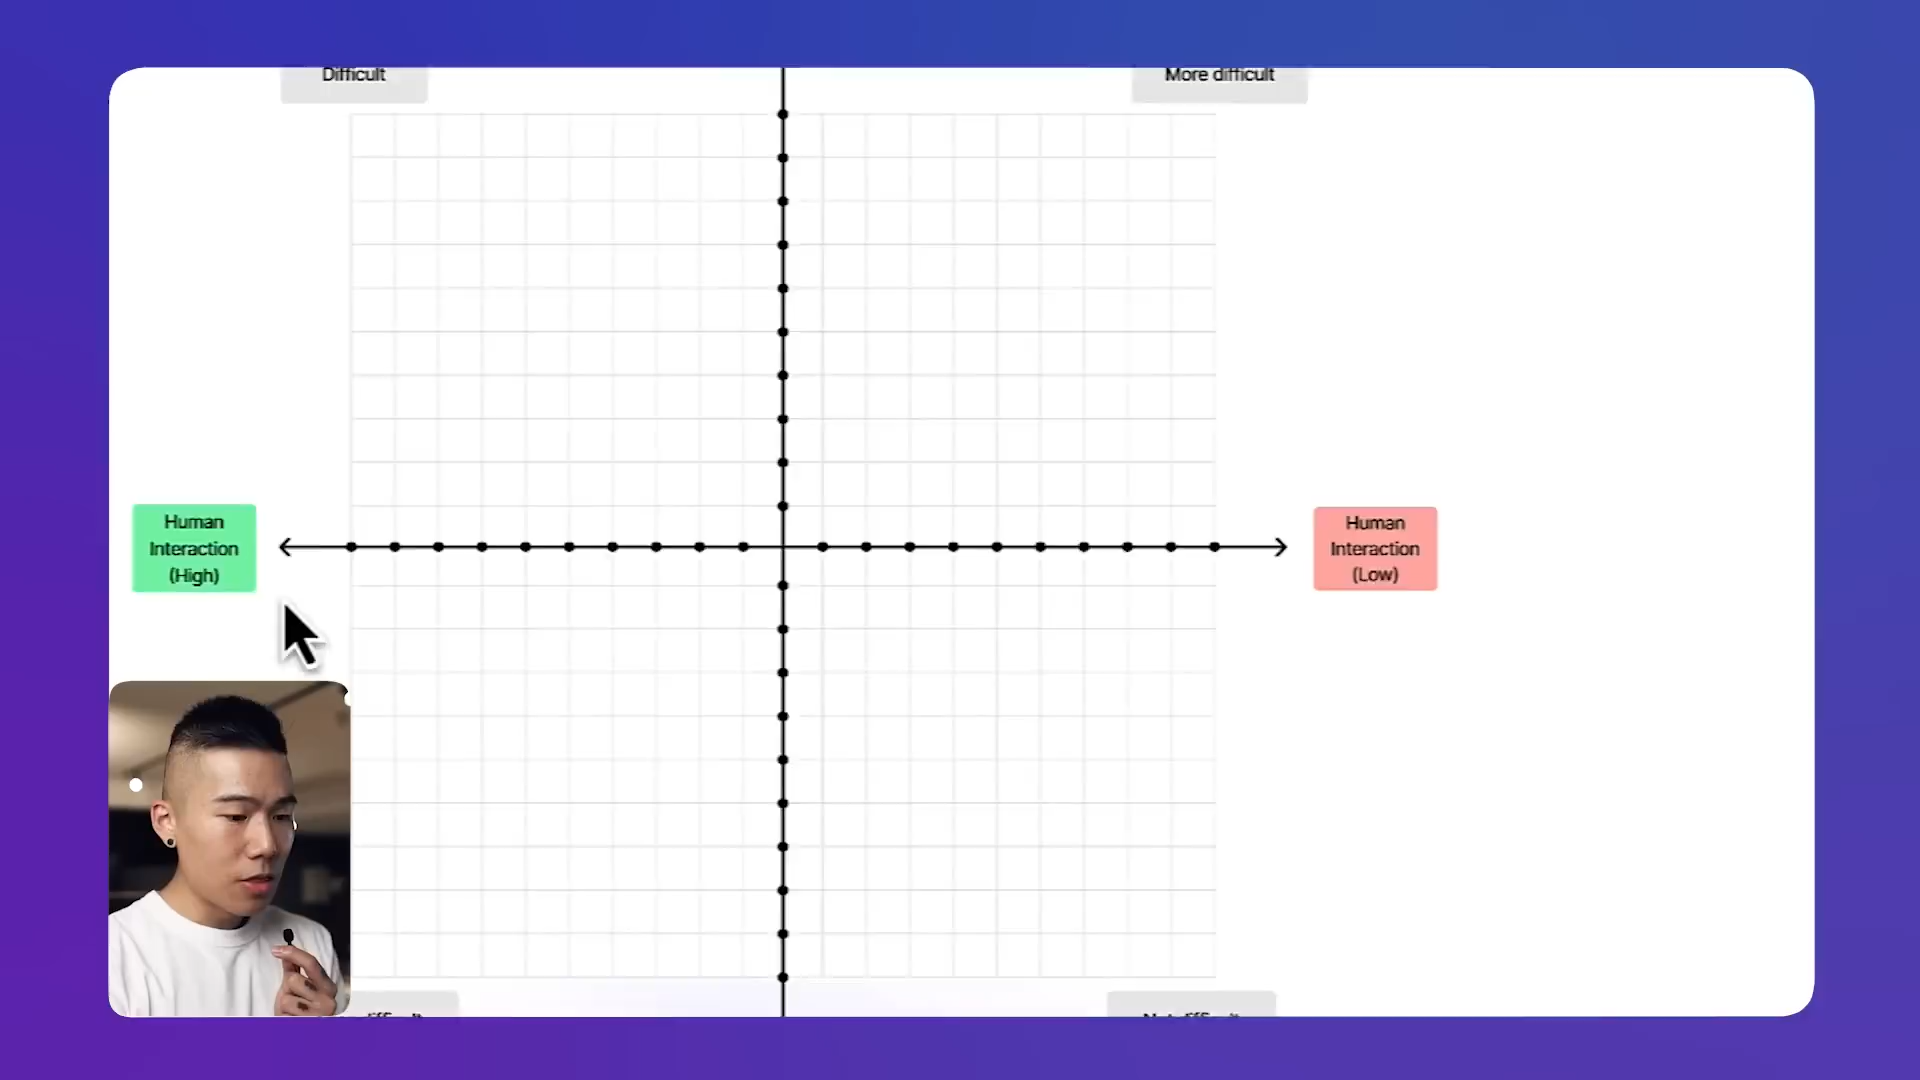 Difficult
More difficult
Human
Interaction
(High)
Human
Interaction
(Low)